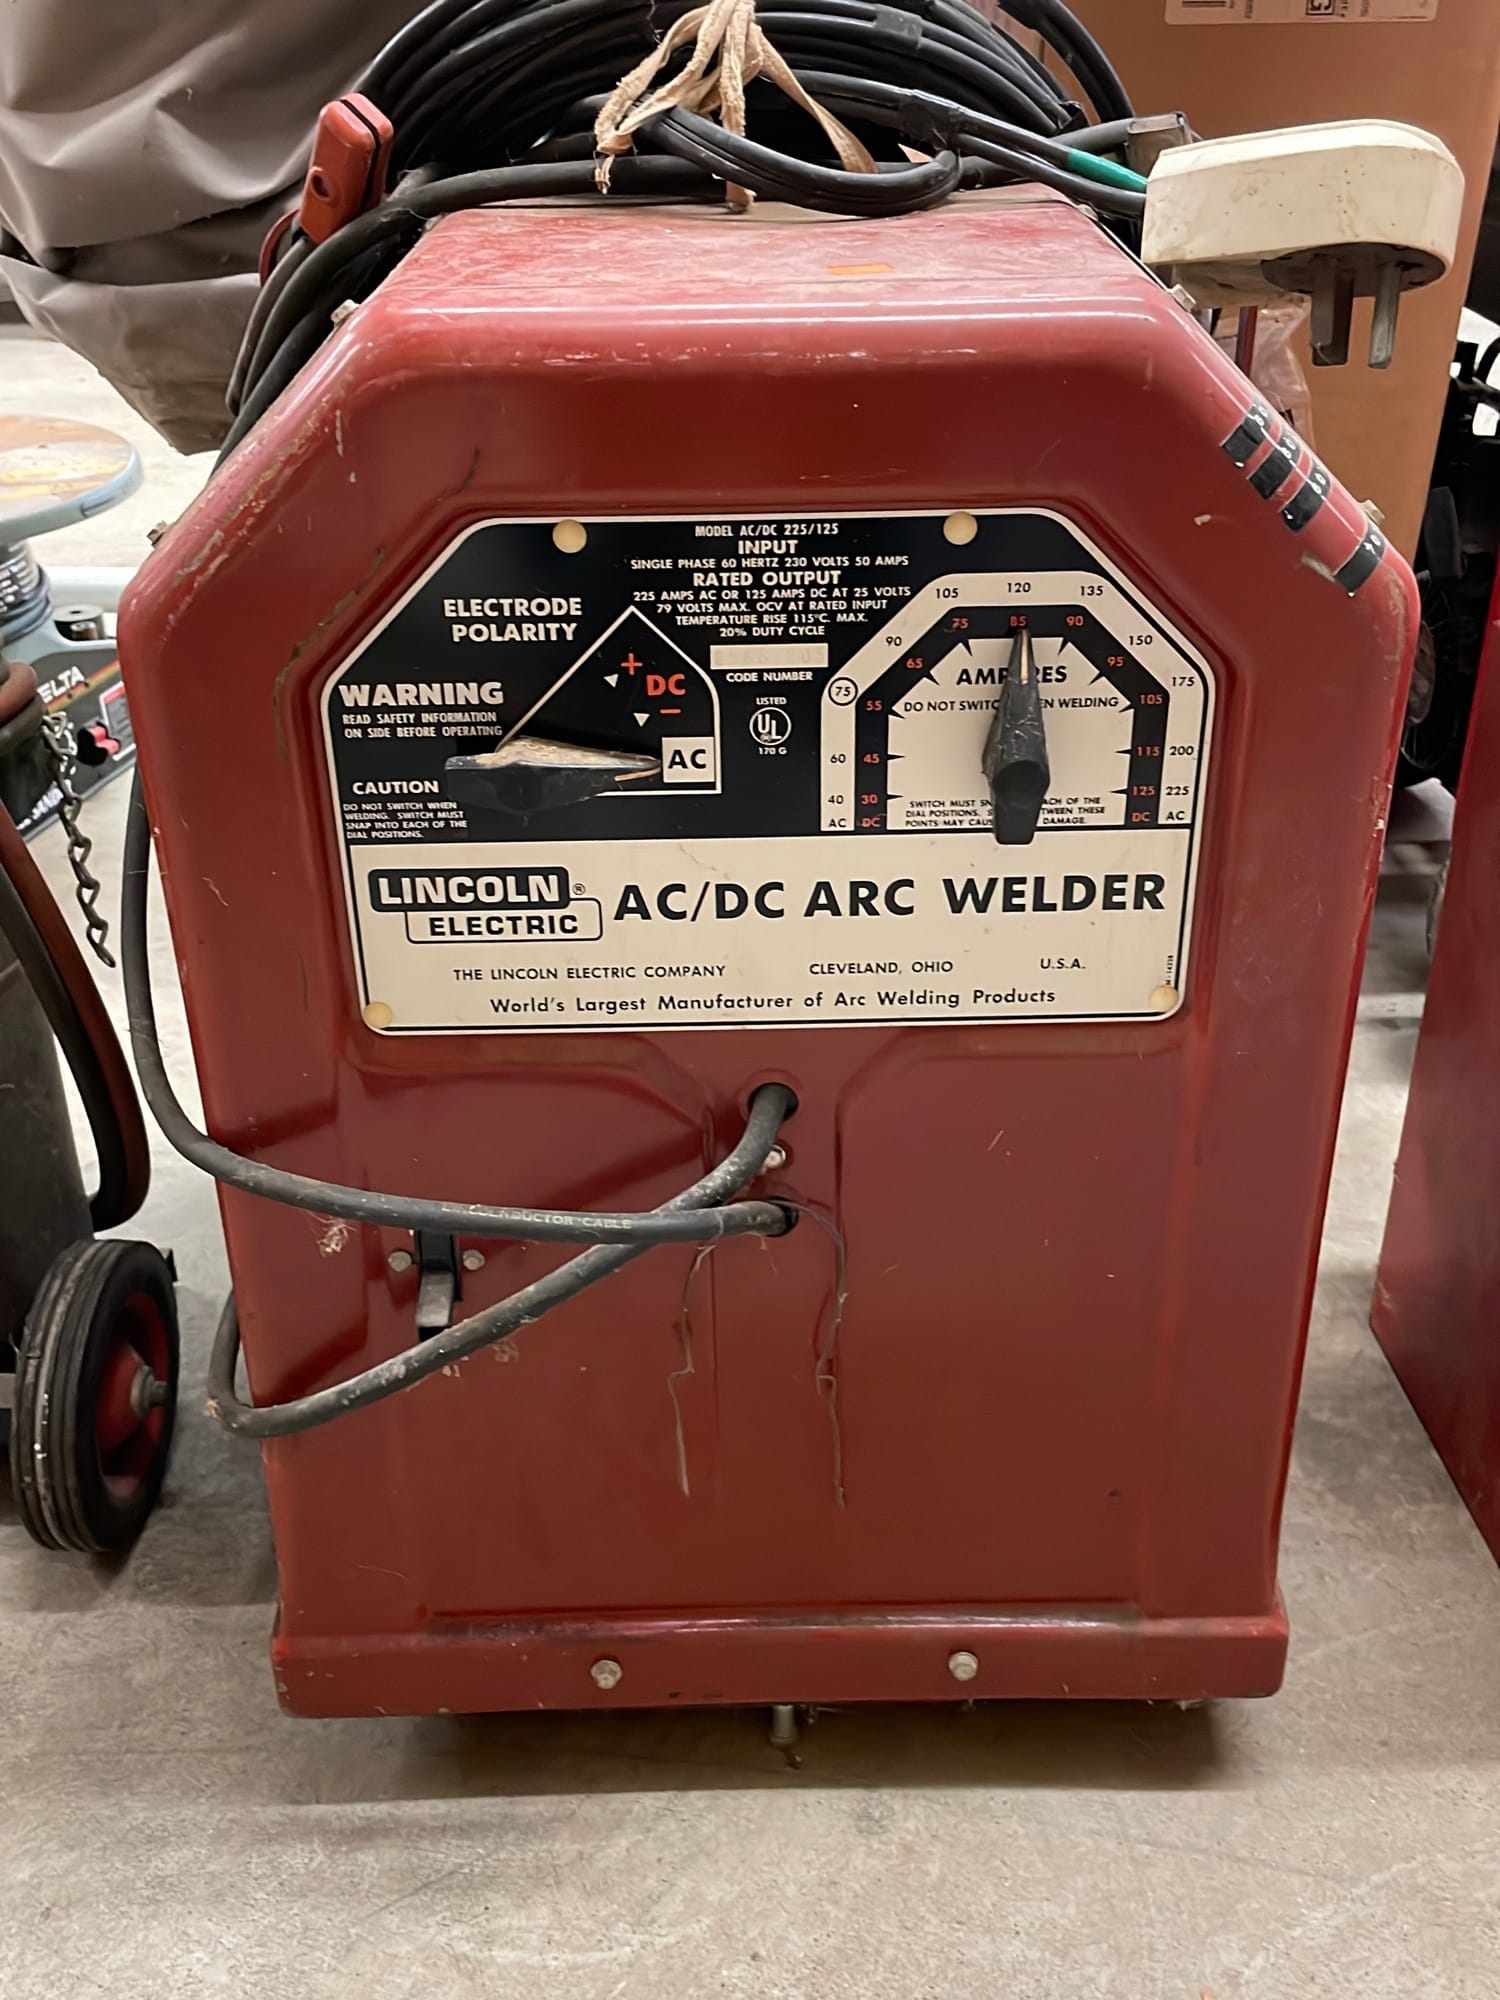 MODEL AC/DC 225/125
INPUT
SINGLE PHASE 60 HERTZ 230 VOLTS 50 AMPS
RATED OUTPUT
225 AMPS AC OR 125 AMPS DC AT 25 VOLTS
79 VOLTS MAX. OCV AT RATED INPUT
TEMPERATURE RISE 115°C. MAX.
20% DUTY CYCLE
CODE NUMBER
LISTED
UL
170 G
ELECTRODE
POLARITY
+
DC
−
AC
WARNING
READ SAFETY INFORMATION
ON SIDE BEFORE OPERATING
CAUTION
DO NOT SWITCH WHEN
WELDING. SWITCH MUST
SNAP INTO EACH OF THE
DIAL POSITIONS.
105 120 135
90 75 85 90 150
75 65 95 175
55 105
60 45 115 200
40 30 125 225
AC DC DC AC
DO NOT WELDING
SWITCH MUST EACH OF THE
DIAL POSITIONS. THESE
POINTS MAY DAMAGE.
LINCOLN®
ELECTRIC
AC/DC ARC WELDER
THE LINCOLN ELECTRIC COMPANY CLEVELAND, OHIO U.S.A.
World's Largest Manufacturer of Arc Welding Products
CABLE
DELTA